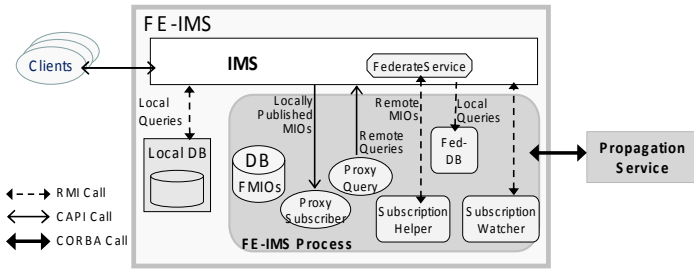 FE-IMS
IMS
FederateService
Clients
Local
Queries
Locally
Published
MIOs
Remote
MIOs
Local
Queries
Remote
Queries
Local DB
DB
FMIOs
Proxy
Query
Fed-
DB
Proxy
Subscriber
Subscription
Helper
Subscription
Watcher
FE-IMS Process
Propagation
Service
RMI Call
CAPI Call
CORBA Call